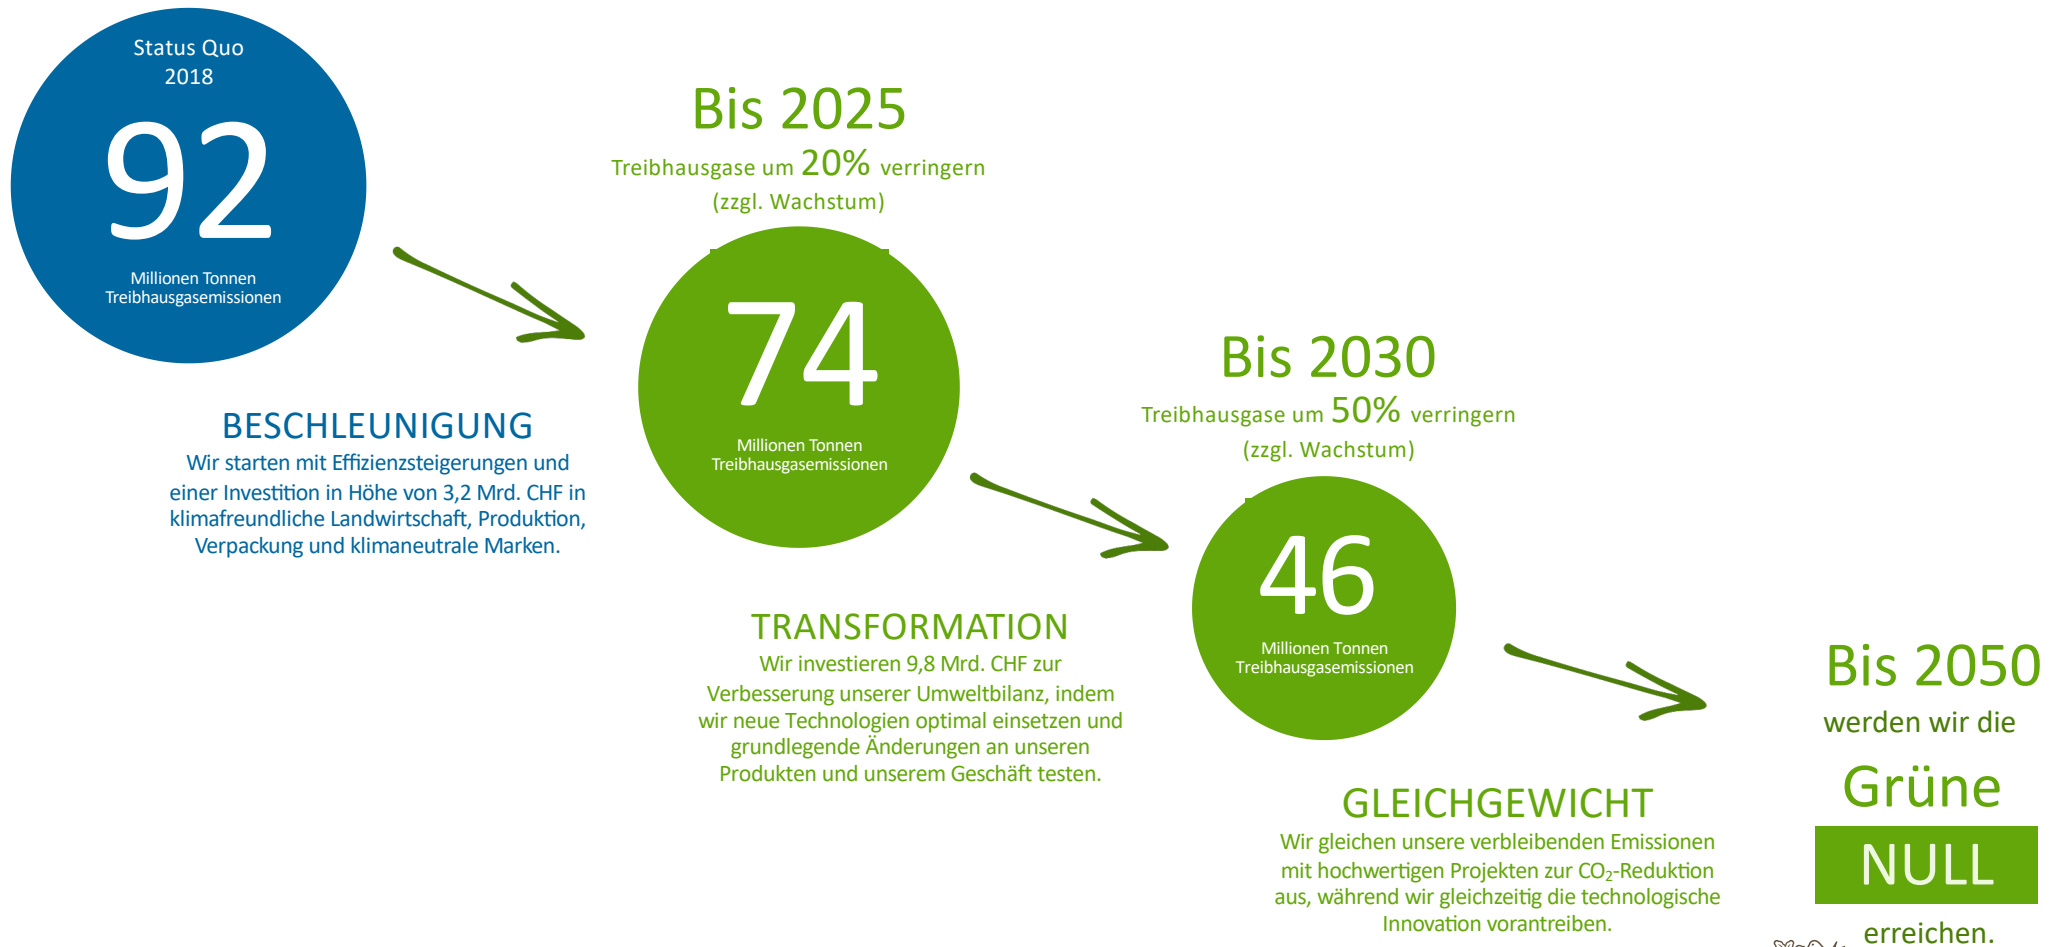 Status Quo
2018
92
Millionen Tonnen
Treibhausgasemissionen
BESCHLEUNIGUNG
Wir starten mit Effizienzsteigerungen und
einer Investition in Höhe von 3,2 Mrd. CHF in
klimafreundliche Landwirtschaft, Produktion,
Verpackung und klimaneutrale Marken.
Bis 2025
Treibhausgase um 20% verringern
(zzgl. Wachstum)
74
Millionen Tonnen
Treibhausgasemissionen
TRANSFORMATION
Wir investieren 9,8 Mrd. CHF zur
Verbesserung unserer Umweltbilanz, indem
wir neue Technologien optimal einsetzen und
grundlegende Änderungen an unseren
Produkten und unserem Geschäft testen.
Bis 2030
Treibhausgase um 50% verringern
(zzgl. Wachstum)
46
Millionen Tonnen
Treibhausgasemissionen
GLEICHGEWICHT
Wir gleichen unsere verbleibenden Emissionen
mit hochwertigen Projekten zur CO₂-Reduktion
aus, während wir gleichzeitig die technologische
Innovation vorantreiben.
Bis 2050
werden wir die
Grüne
NULL
erreichen.